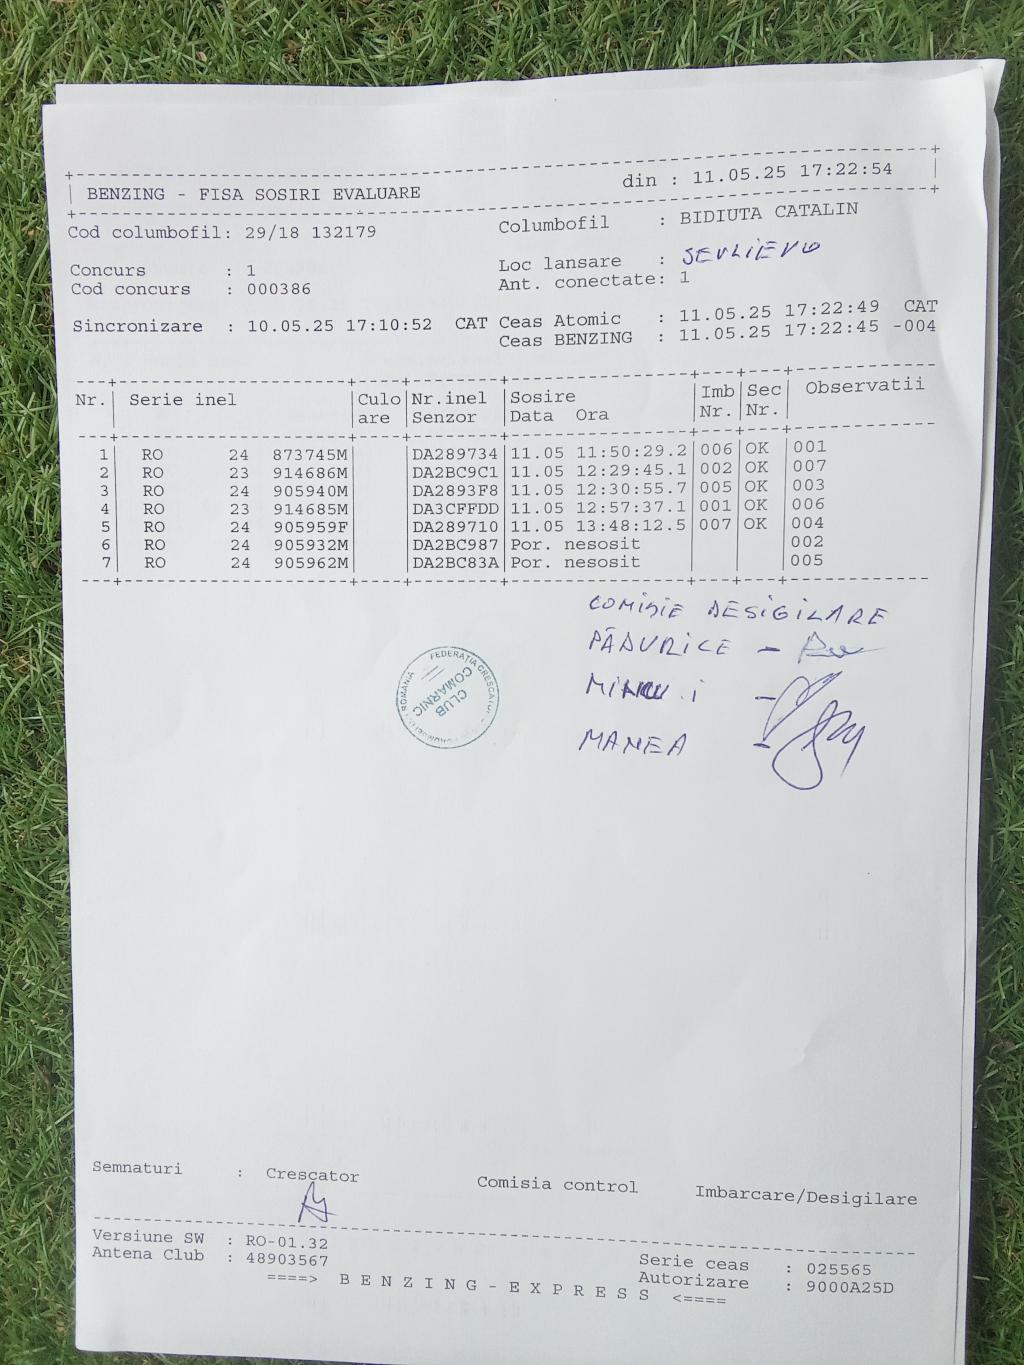 BENZING - FISA SOSIRI EVALUARE din : 11.05.25 17:22:54
Cod columbofil: 29/18 132179 Columbofil : BIDIUTA CATALIN
Concurs : 1 Loc lansare : SEVLIEVO
Cod concurs : 000386 Ant. conectate: 1
Sincronizare : 10.05.25 17:10:52 CAT Ceas Atomic : 11.05.25 17:22:49 CAT
Ceas BENZING : 11.05.25 17:22:45 -004
Nr. Serie inel Culo Nr.inel Sosire Imb Sec Observatii
are Senzor Data Ora Nr. Nr.
1 RO 24 873745M DA289734 11.05 11:50:29.2 006 OK 001
2 RO 23 914686M DA2BC9C1 11.05 12:29:45.1 002 OK 007
3 RO 24 905940M DA2893F8 11.05 12:30:55.7 005 OK 003
4 RO 23 914685M DA3CFFDD 11.05 12:57:37.1 001 OK 006
5 RO 24 905959F DA289710 11.05 13:48:12.5 007 OK 004
6 RO 24 905932M DA2BC987 Por. nesosit 002
7 RO 24 905962M DA2BC83A Por. nesosit 005
COMISIE DESIGILARE
PĂDURICE -
MANEA -
FEDERAȚIA
ROMANIA
CLUB
COMARNIC
Semnaturi : Crescator Comisia control Imbarcare/Desigilare
Versiune SW : RO-01.32 Serie ceas : 025565
Antena Club : 48903567 Autorizare : 9000A25D
====> B E N Z I N G - E X P R E S S <====